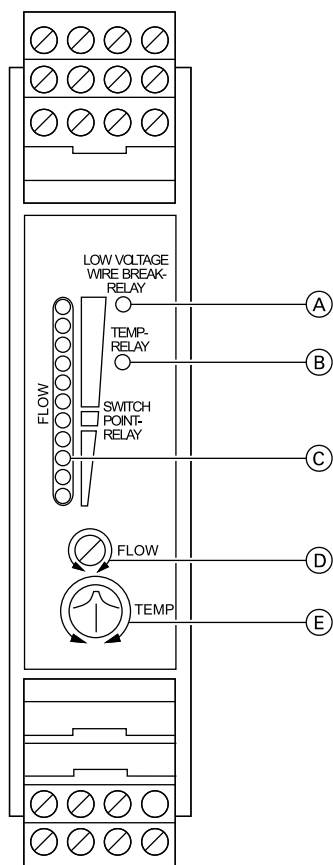 LOW VOLTAGE
WIRE BREAK-
RELAY
A
TEMP-
RELAY
B
FLOW
SWITCH
POINT-
RELAY
C
FLOW
D
TEMP
E